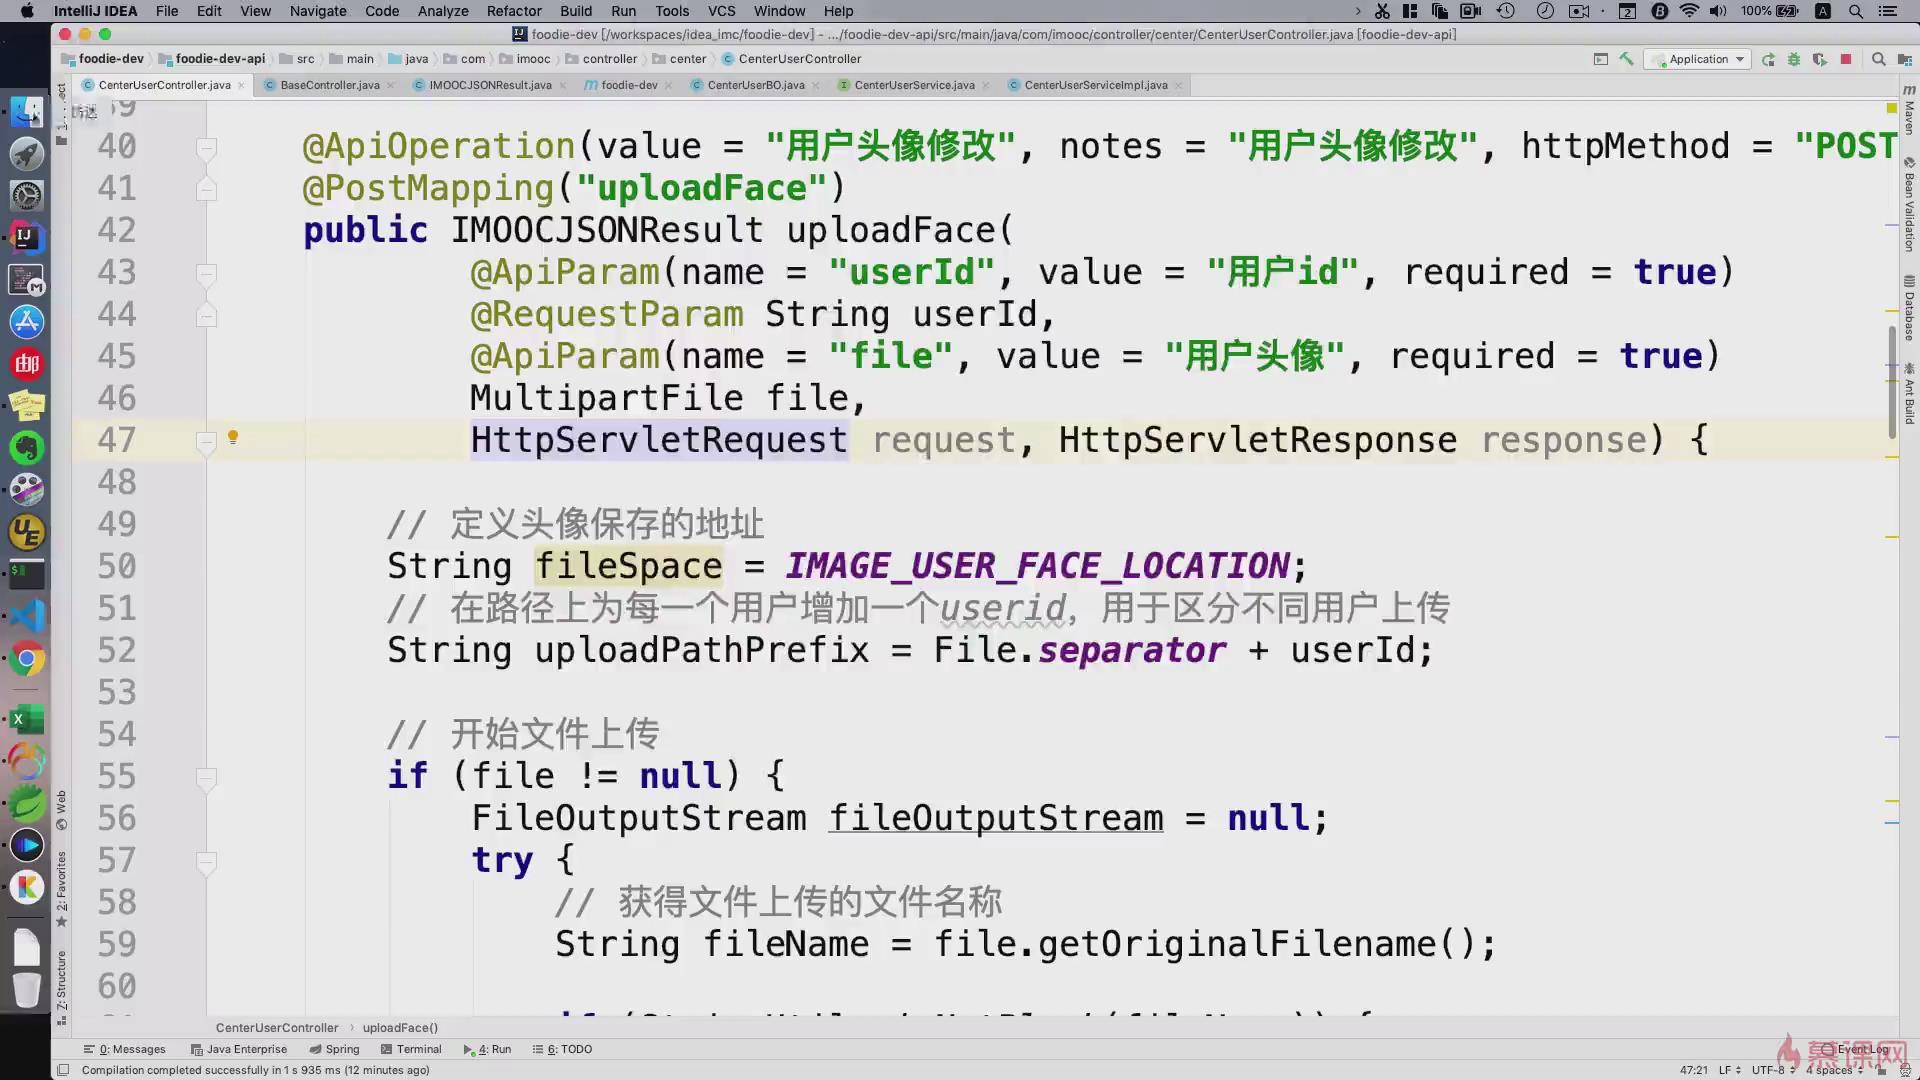 IntelliJ IDEA File Edit View Navigate Code Analyze Refactor Build Run Tools VCS Window Help 100%
foodie-dev [/workspaces/idea_imc/foodie-dev] - .../foodie-dev-api/src/main/java/com/imooc/controller/center/CenterUserController.java [foodie-dev-api]
foodie-dev foodie-dev-api src main java com imooc controller center CenterUserController Application
CenterUserController.java BaseController.java IMOOCJSONResult.java foodie-dev CenterUserBO.java CenterUserService.java CenterUserServiceImpl.java
40 @ApiOperation(value = "用户头像修改", notes = "用户头像修改", httpMethod = "POST
41 @PostMapping("uploadFace")
42 public IMOOCJSONResult uploadFace(
43 @ApiParam(name = "userId", value = "用户id", required = true)
44 @RequestParam String userId,
45 @ApiParam(name = "file", value = "用户头像", required = true)
46 MultipartFile file,
47 HttpServletRequest request, HttpServletResponse response) {
48
49 // 定义头像保存的地址
50 String fileSpace = IMAGE_USER_FACE_LOCATION;
51 // 在路径上为每一个用户增加一个userid，用于区分不同用户上传
52 String uploadPathPrefix = File.separator + userId;
53
54 // 开始文件上传
55 if (file != null) {
56 FileOutputStream fileOutputStream = null;
57 try {
58 // 获得文件上传的文件名称
59 String fileName = file.getOriginalFilename();
60
CenterUserController › uploadFace()
0: Messages Java Enterprise Spring Terminal 4: Run 6: TODO Event Log
Compilation completed successfully in 1 s 935 ms (12 minutes ago) 47:21 LF UTF-8 4 spaces
Maven
Bean Validation
Database
Ant Build
Web
2: Favorites
Z: Structure
慕课网